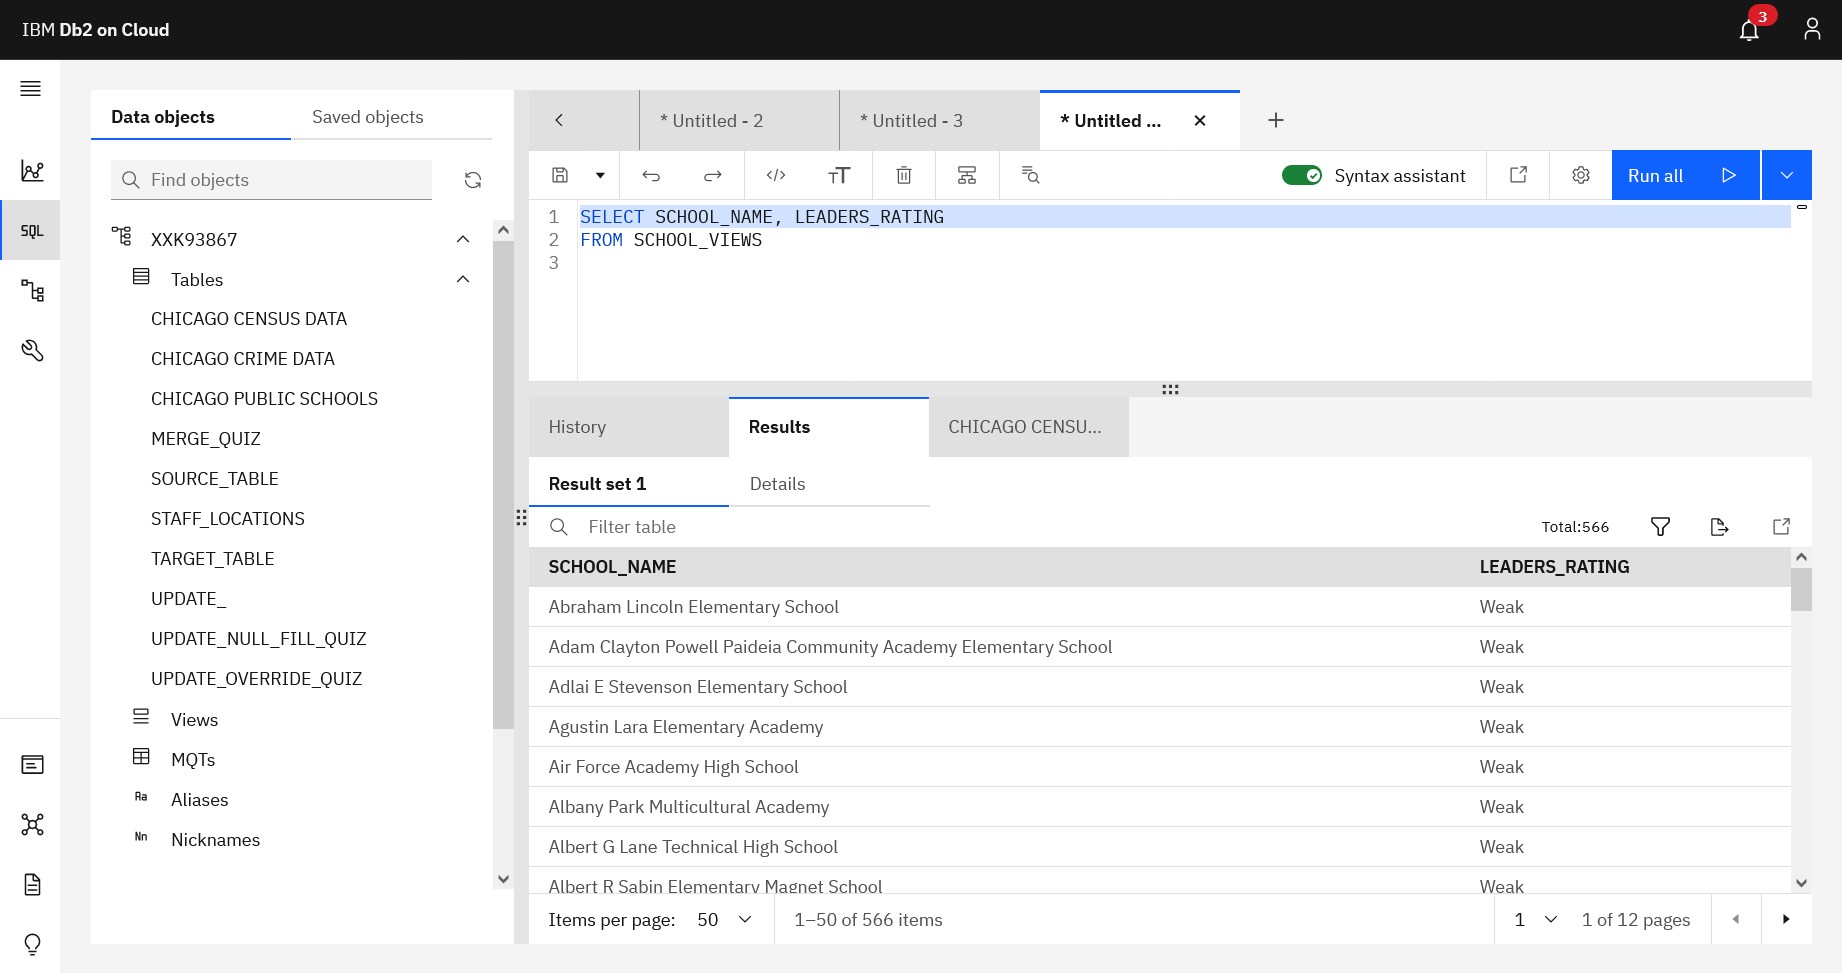 IBM Db2 on Cloud
3
Data objects
Saved objects
Find objects
SQL
XXK93867
Tables
CHICAGO CENSUS DATA
CHICAGO CRIME DATA
CHICAGO PUBLIC SCHOOLS
MERGE_QUIZ
SOURCE_TABLE
STAFF_LOCATIONS
TARGET_TABLE
UPDATE_
UPDATE_NULL_FILL_QUIZ
UPDATE_OVERRIDE_QUIZ
Views
MQTs
Aa Aliases
Nn Nicknames
* Untitled - 2
* Untitled - 3
* Untitled ...
Syntax assistant
Run all
1 SELECT SCHOOL_NAME, LEADERS_RATING
2 FROM SCHOOL_VIEWS
3
History
Results
CHICAGO CENSU...
Result set 1
Details
Filter table
Total:566
SCHOOL_NAME LEADERS_RATING
Abraham Lincoln Elementary School Weak
Adam Clayton Powell Paideia Community Academy Elementary School Weak
Adlai E Stevenson Elementary School Weak
Agustin Lara Elementary Academy Weak
Air Force Academy High School Weak
Albany Park Multicultural Academy Weak
Albert G Lane Technical High School Weak
Albert R Sabin Elementary Magnet School Weak
Items per page: 50
1–50 of 566 items
1
1 of 12 pages